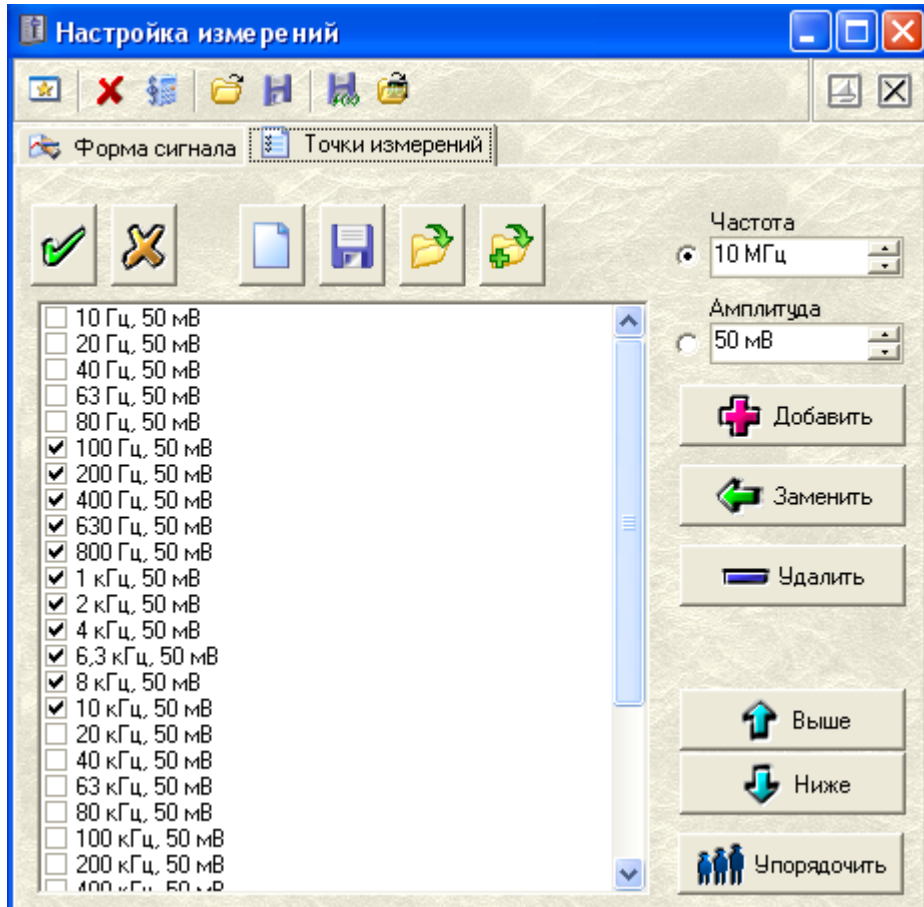 Настройка измерений
Форма сигнала
Точки измерений
Частота
10 МГц
Амплитуда
50 мВ
10 Гц, 50 мВ
20 Гц, 50 мВ
40 Гц, 50 мВ
63 Гц, 50 мВ
80 Гц, 50 мВ
100 Гц, 50 мВ
200 Гц, 50 мВ
400 Гц, 50 мВ
630 Гц, 50 мВ
800 Гц, 50 мВ
1 кГц, 50 мВ
2 кГц, 50 мВ
4 кГц, 50 мВ
6,3 кГц, 50 мВ
8 кГц, 50 мВ
10 кГц, 50 мВ
20 кГц, 50 мВ
40 кГц, 50 мВ
63 кГц, 50 мВ
80 кГц, 50 мВ
100 кГц, 50 мВ
200 кГц, 50 мВ
400 кГц, 50 мВ
Добавить
Заменить
Удалить
Выше
Ниже
Упорядочить